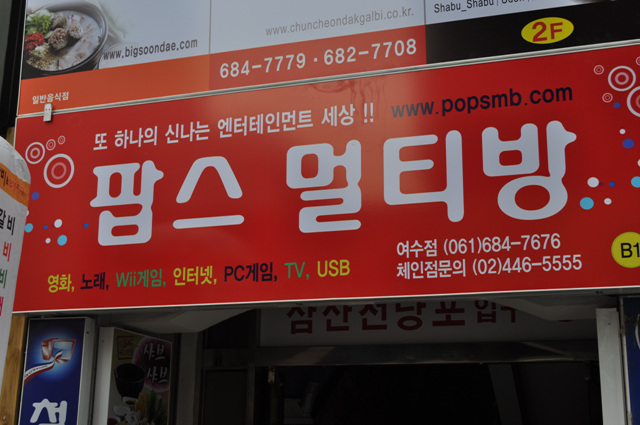 www.bigsoondae.com
www.chuncheondakgalbi.co.kr.
Shabu_Shabu
2F
684-7779 · 682-7708
일반음식점
또 하나의 신나는 엔터테인먼트 세상 !!
www.popsmb.com
팝스 멀티방
여수점 (061)684-7676
체인점문의 (02)446-5555
B1
영화, 노래, Wii게임, 인터넷, PC게임, TV, USB
삼산전당포입구
샤브
샤브